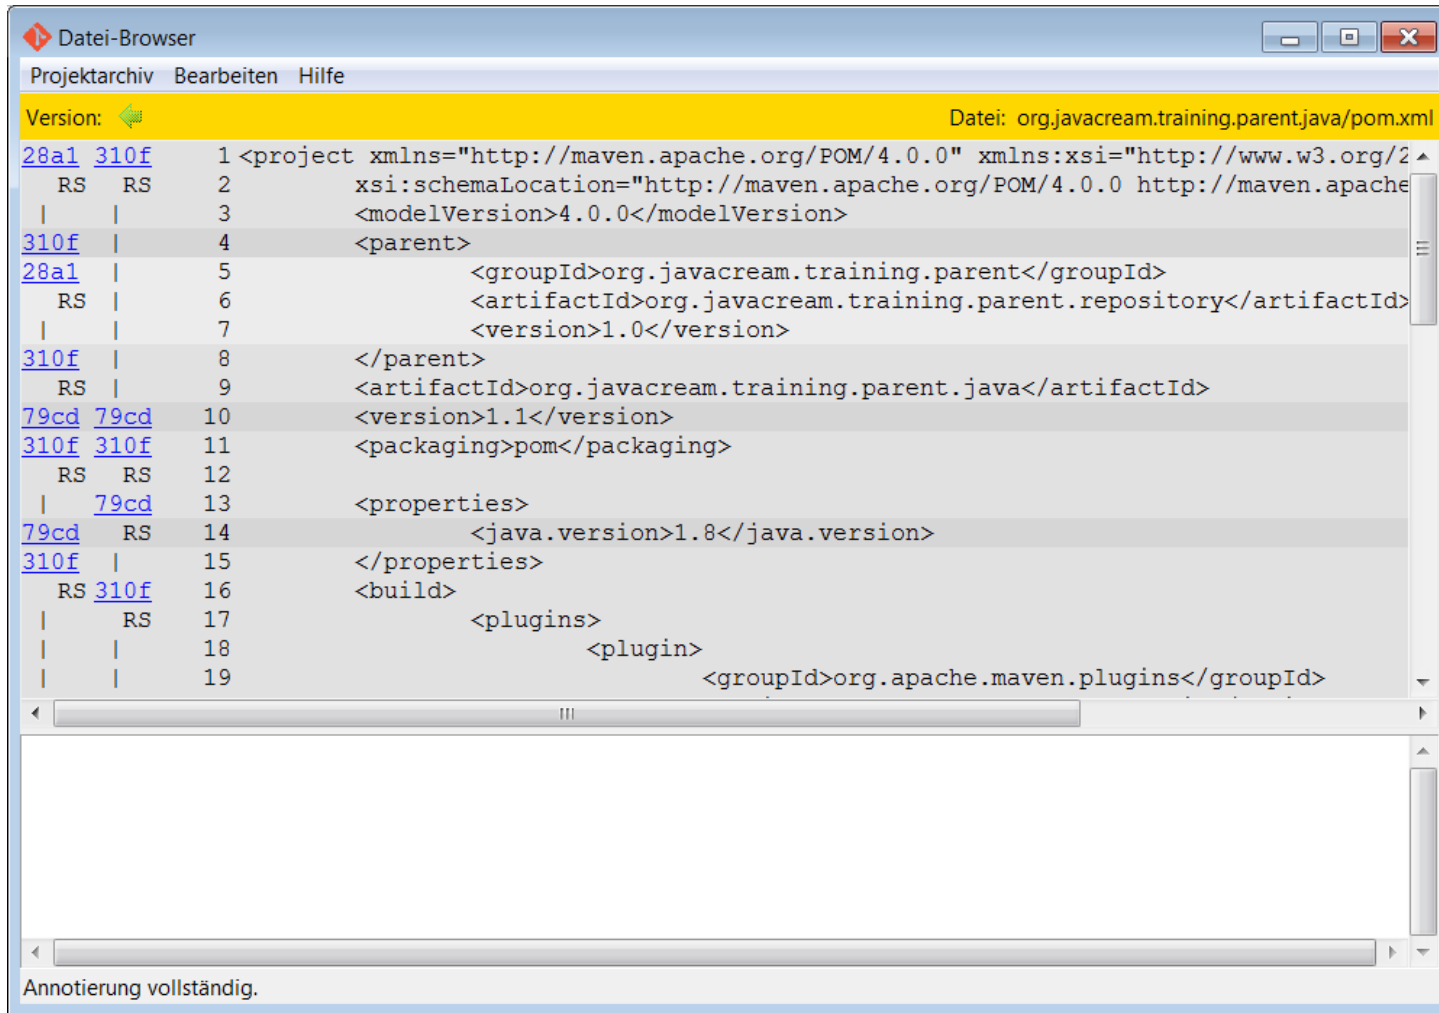 Datei-Browser
Projektarchiv Bearbeiten Hilfe
Version: Datei: org.javacream.training.parent.java/pom.xml
28a1 310f 1 <project xmlns="http://maven.apache.org/POM/4.0.0" xmlns:xsi="http://www.w3.org/2
RS RS 2 xsi:schemaLocation="http://maven.apache.org/POM/4.0.0 http://maven.apache
| | 3 <modelVersion>4.0.0</modelVersion>
310f | 4 <parent>
28a1 | 5 <groupId>org.javacream.training.parent</groupId>
RS | 6 <artifactId>org.javacream.training.parent.repository</artifactId>
| | 7 <version>1.0</version>
310f | 8 </parent>
RS | 9 <artifactId>org.javacream.training.parent.java</artifactId>
79cd 79cd 10 <version>1.1</version>
310f 310f 11 <packaging>pom</packaging>
RS RS 12
| 79cd 13 <properties>
79cd RS 14 <java.version>1.8</java.version>
310f | 15 </properties>
RS 310f 16 <build>
| RS 17 <plugins>
| | 18 <plugin>
| | 19 <groupId>org.apache.maven.plugins</groupId>
Annotierung vollständig.